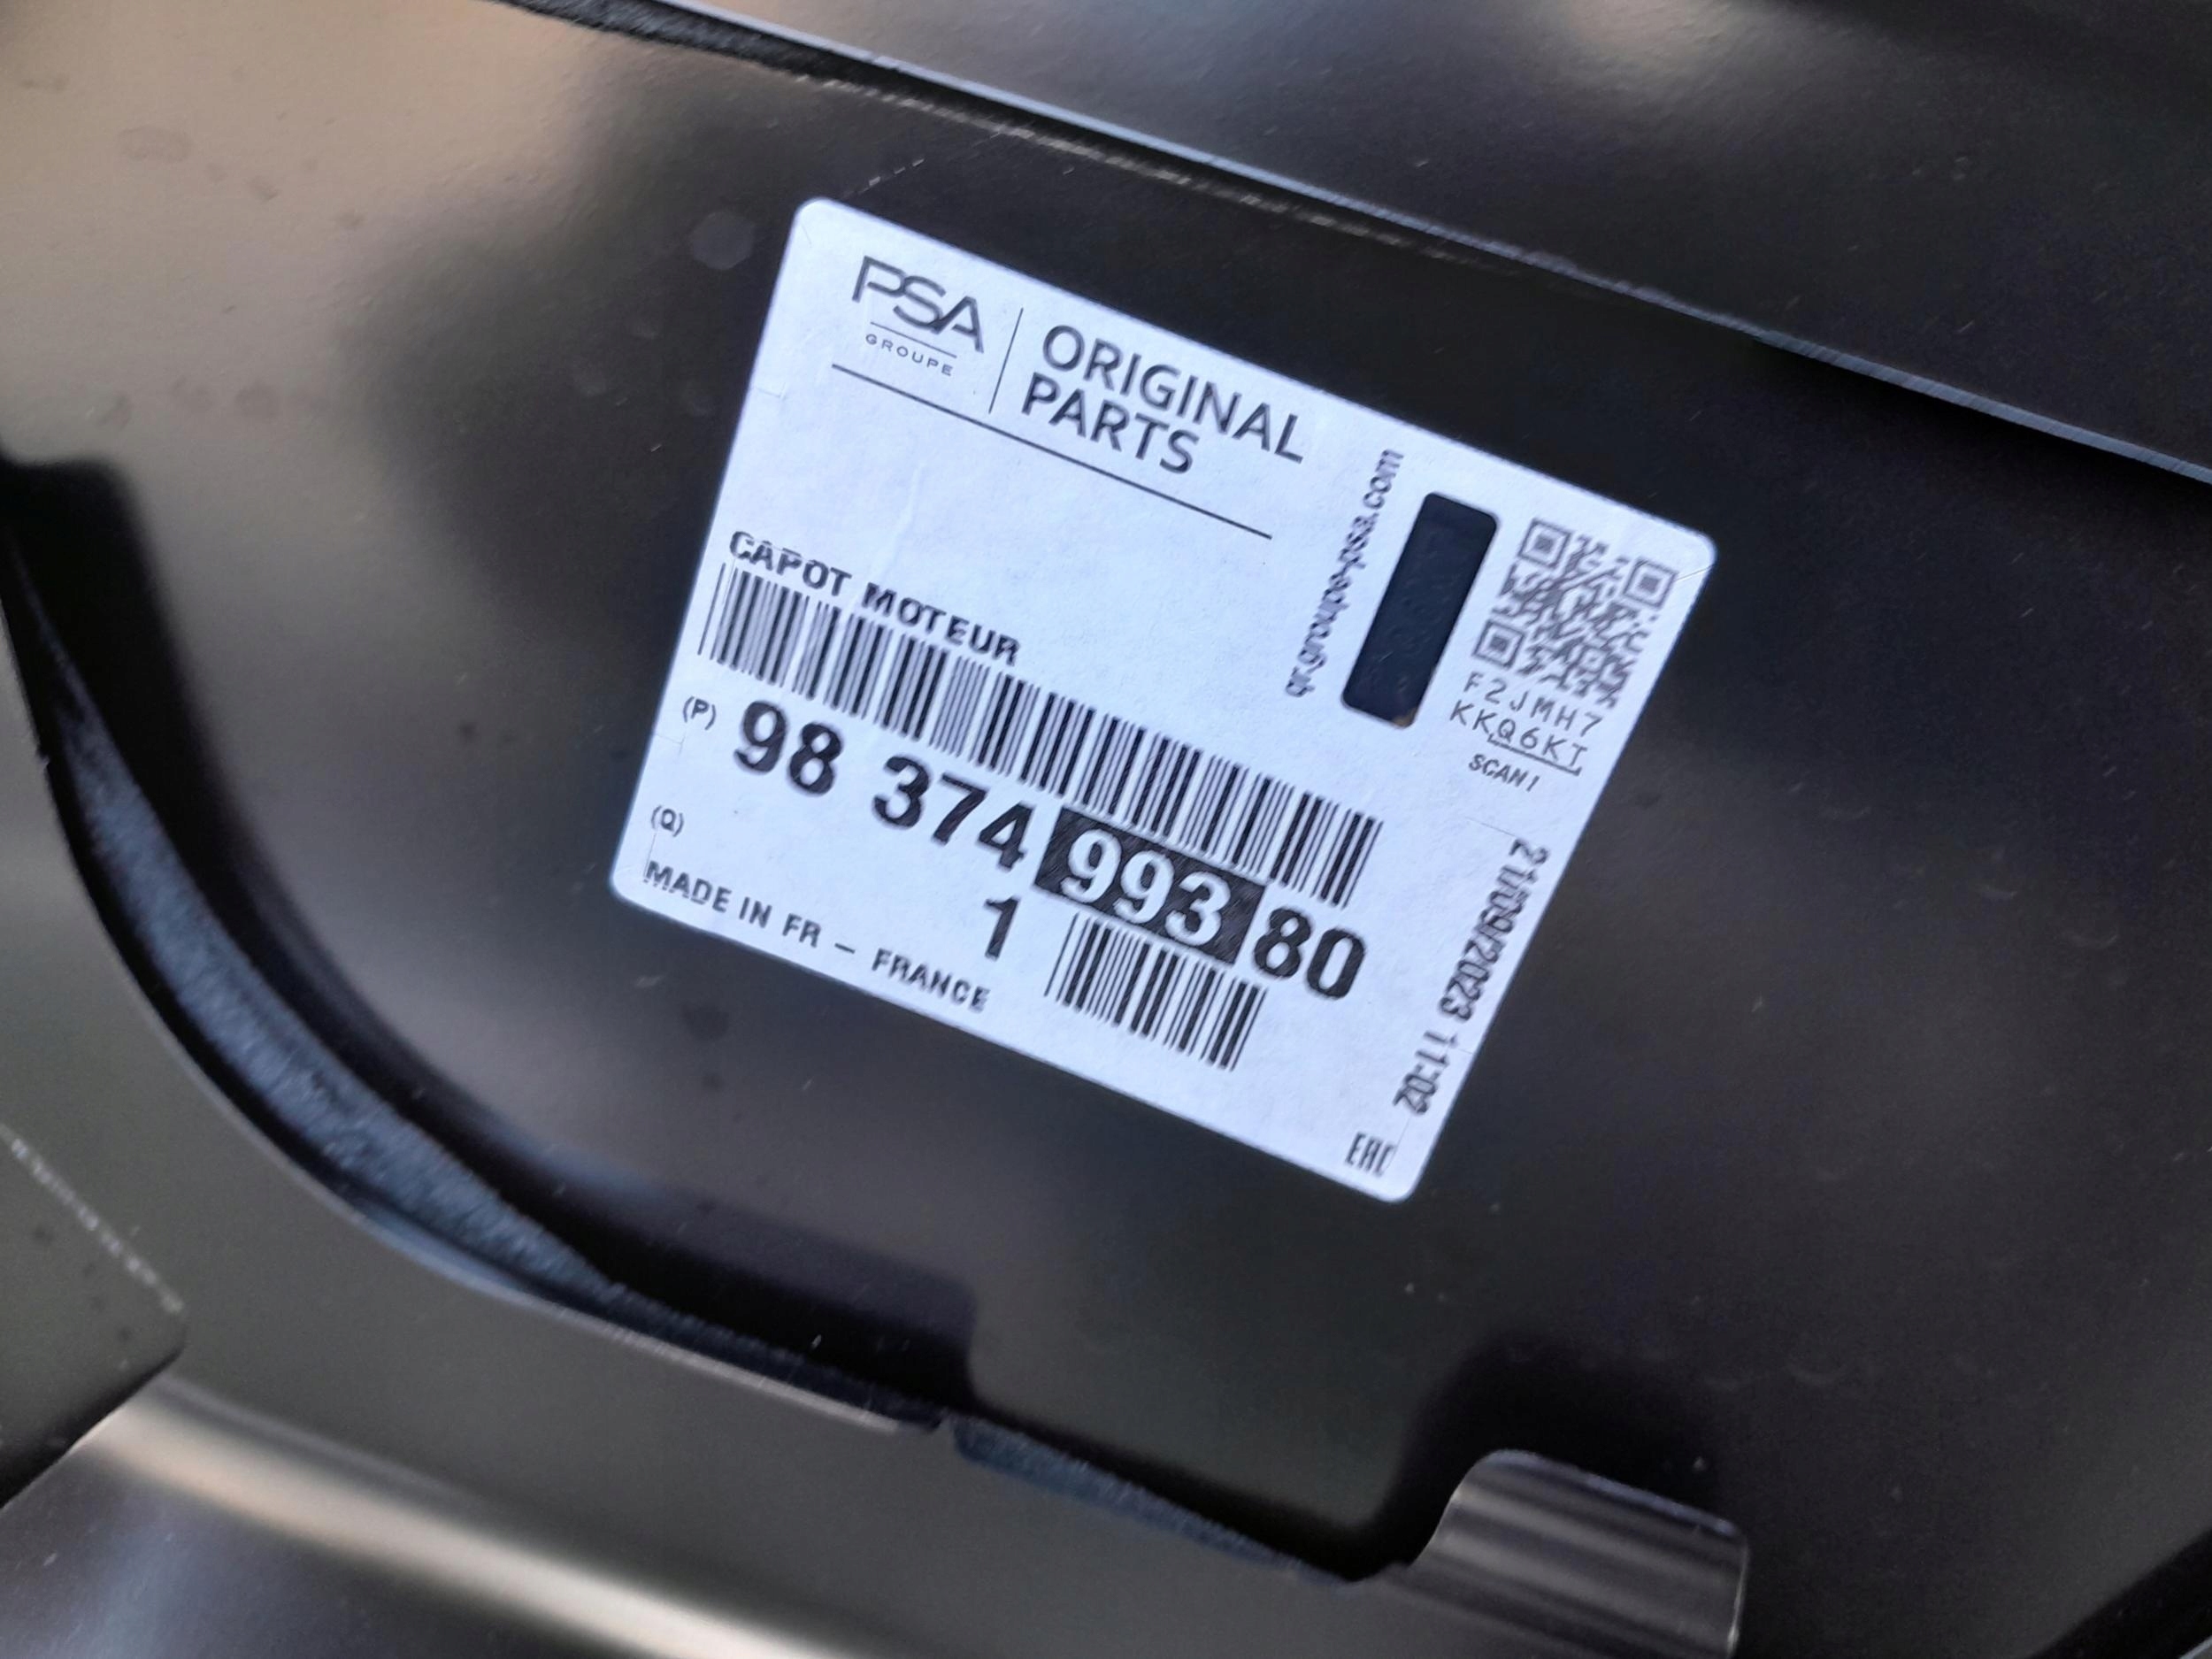 PSA
GROUPE
ORIGINAL
PARTS
CAPOT MOTEUR
(P) 98 374 993 80
(Q) 1
MADE IN FR - FRANCE
gr.groupe-psa.com
F2JMH7
KKQ6KT
SCAN!
21/09/2023 11:02
EAC